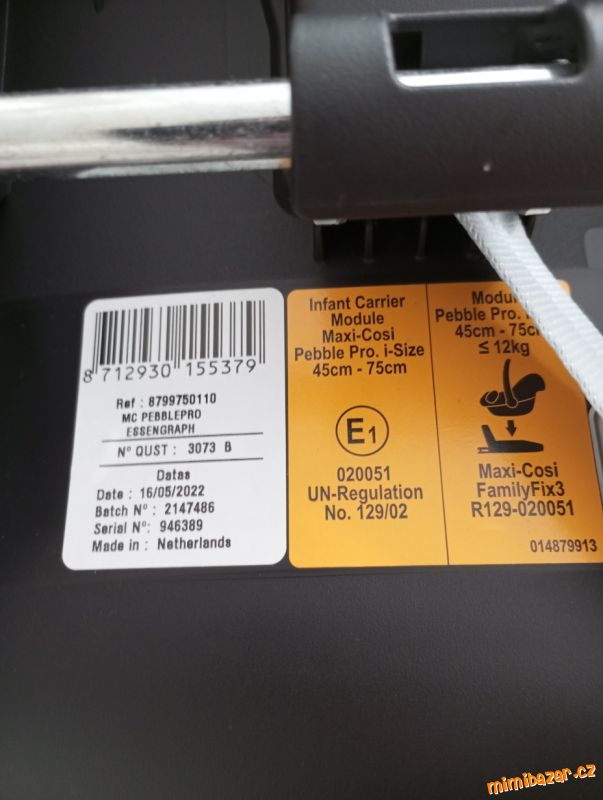 8 712930 155379
Ref : 8799750110
MC PEBBLEPRO
ESSENGRAPH
N° QUST : 3073 B
Datas
Date : 16/05/2022
Batch N° : 2147486
Serial N°: 946389
Made in : Netherlands
Infant Carrier
Module
Maxi-Cosi
Pebble Pro. i-Size
45cm - 75cm
E1
020051
UN-Regulation
No. 129/02
Pebble Pro.
45cm - 75c
≤ 12kg
Maxi-Cosi
FamilyFix3
R129-020051
014879913
mimibazar.cz